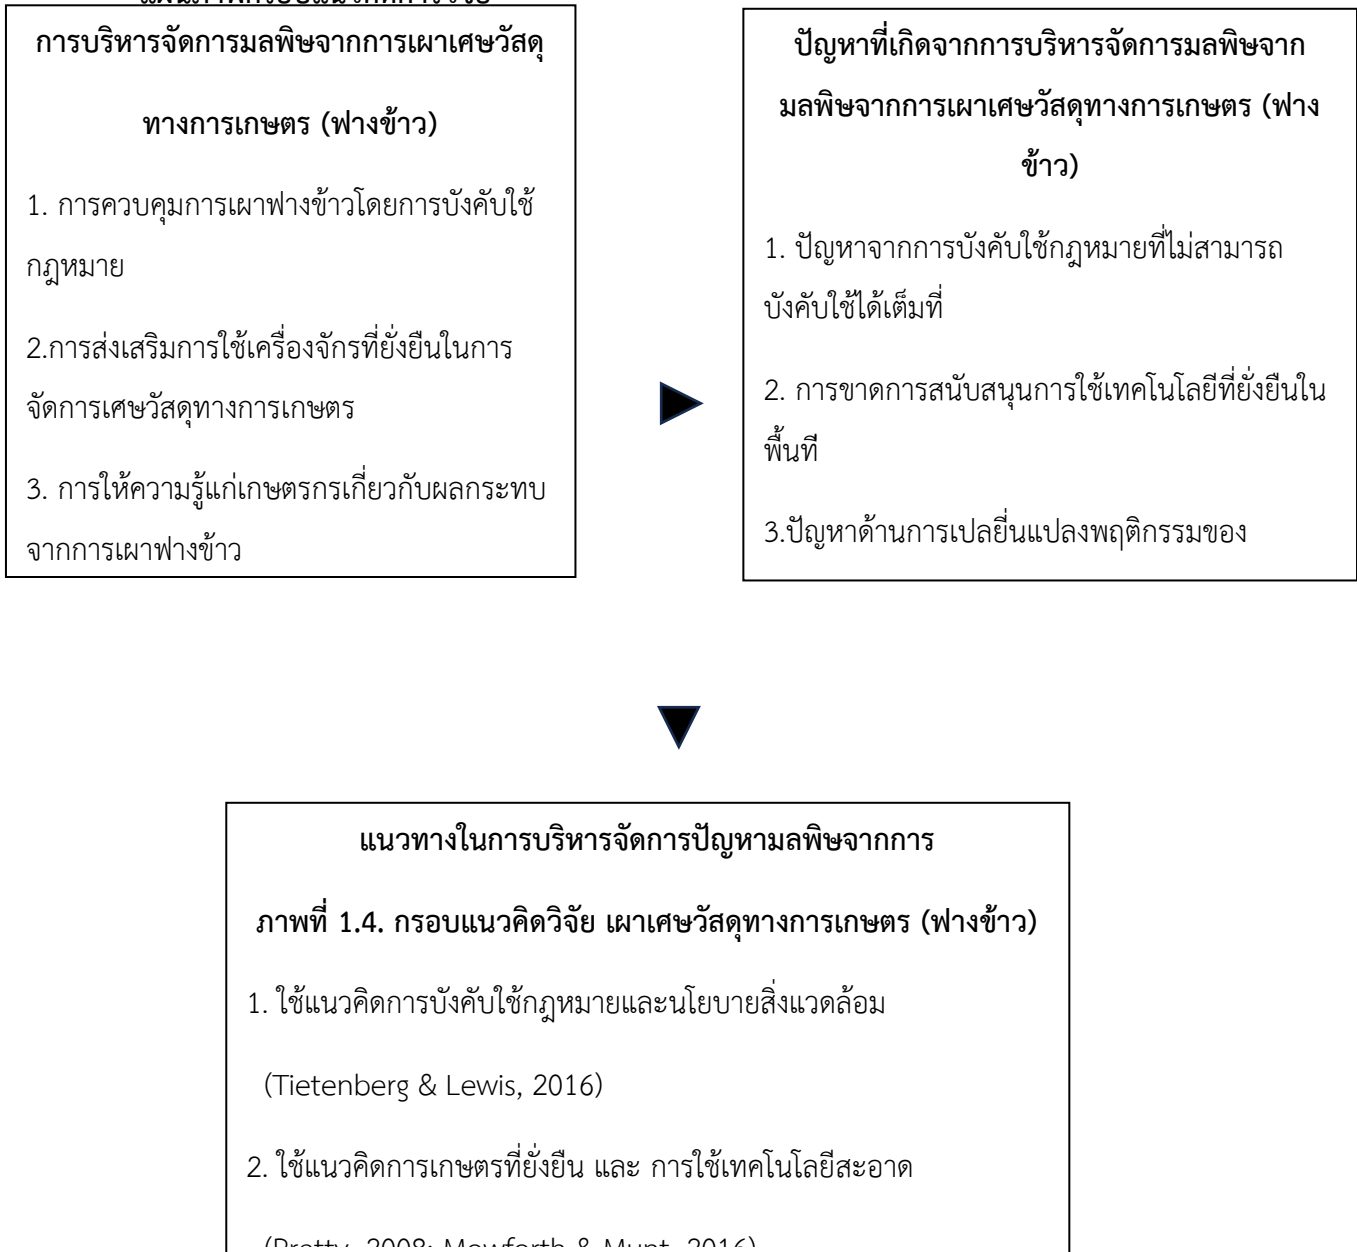 การบริหารจัดการมลพิษจากการเผาเศษวัสดุ
ทางการเกษตร (ฟางข้าว)
1. การควบคุมการเผาฟางข้าวโดยการบังคับใช้
กฎหมาย
2.การส่งเสริมการใช้เครื่องจักรที่ยั่งยืนในการ
จัดการเศษวัสดุทางการเกษตร
3. การให้ความรู้แก่เกษตรกรเกี่ยวกับผลกระทบ
จากการเผาฟางข้าว
ปัญหาที่เกิดจากการบริหารจัดการมลพิษจาก
มลพิษจากการเผาเศษวัสดุทางการเกษตร (ฟาง
ข้าว)
1. ปัญหาจากการบังคับใช้กฎหมายที่ไม่สามารถ
บังคับใช้ได้เต็มที่
2. การขาดการสนับสนุนการใช้เทคโนโลยีที่ยั่งยืนใน
พื้นที
3.ปัญหาด้านการเปลยี่นแปลงพฤติกรรมของ
แนวทางในการบริหารจัดการปัญหามลพิษจากการ
ภาพที่ 1.4. กรอบแนวคิดวิจัย เผาเศษวัสดุทางการเกษตร (ฟางข้าว)
1. ใช้แนวคิดการบังคับใช้กฎหมายและนโยบายสิ่งแวดล้อม
(Tietenberg & Lewis, 2016)
2. ใช้แนวคิดการเกษตรที่ยั่งยืน และ การใช้เทคโนโลยีสะอาด
(Pretty, 2008; Mowforth & Munt, 2016)